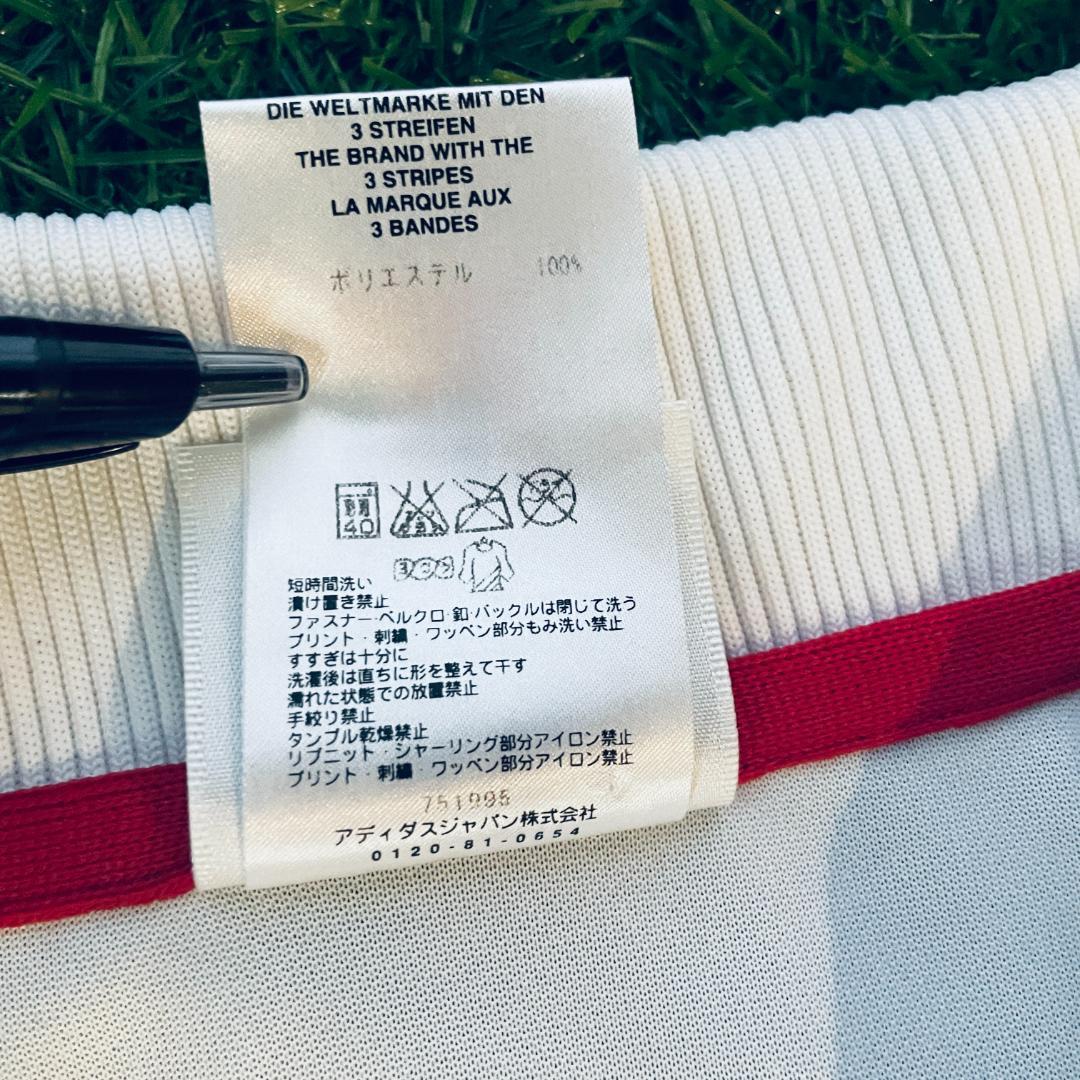 DIE WELTMARKE MIT DEN
3 STREIFEN
THE BRAND WITH THE
3 STRIPES
LA MARQUE AUX
3 BANDES
ポリエステル 100%
40
短時間洗い
漬け置き禁止
ファスナー・ベルクロ・釦・バックルは閉じて洗う
プリント・刺繍・ワッペン部分もみ洗い禁止
すすぎは十分に
洗濯後は直ちに形を整えて干す
濡れた状態での放置禁止
手絞り禁止
タンブル乾燥禁止
リブニット・シャーリング部分アイロン禁止
プリント・刺繍・ワッペン部分アイロン禁止
751995
アディダスジャパン株式会社
0120-81-0654